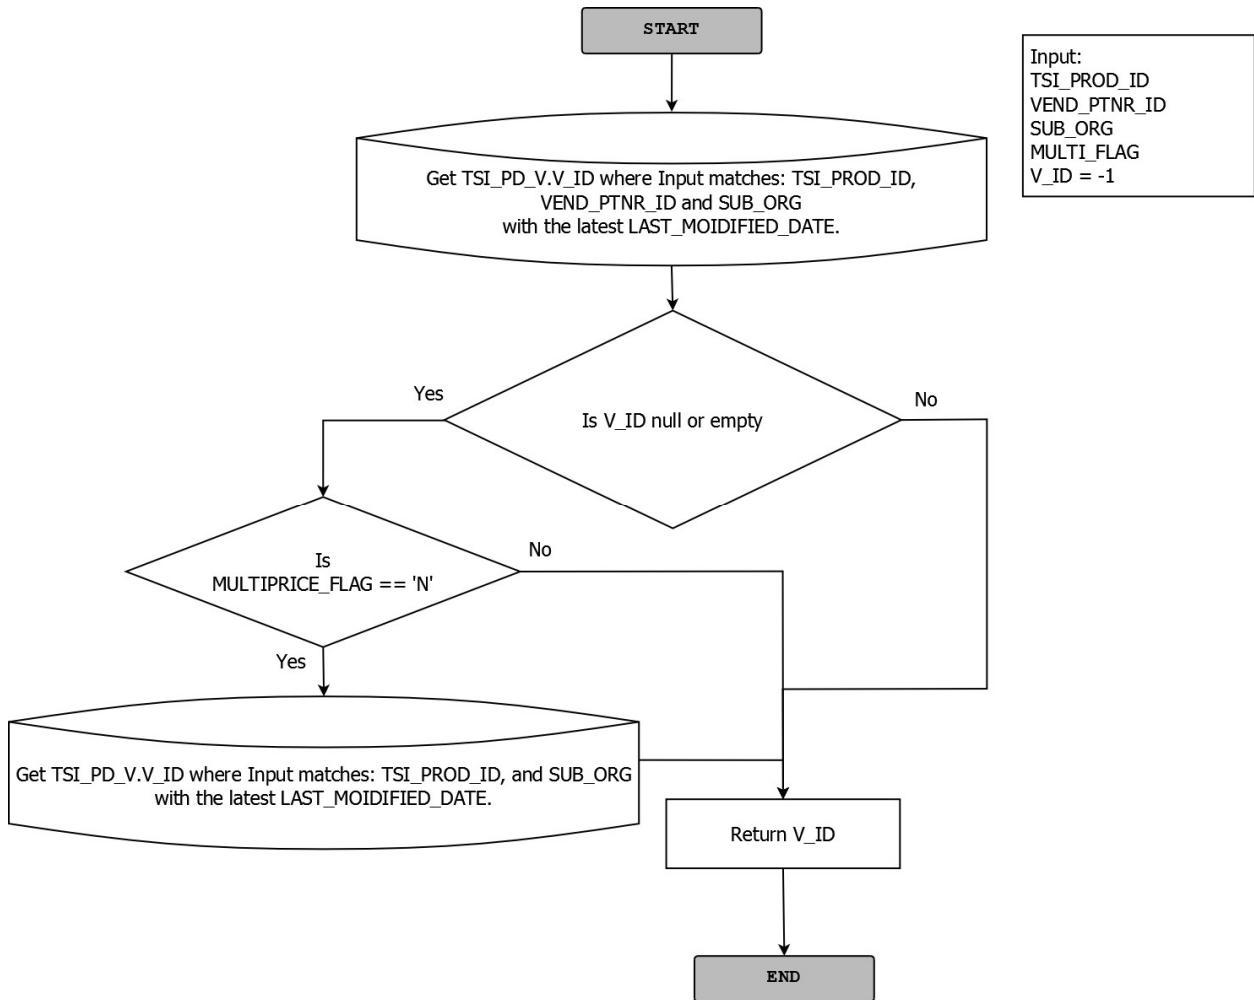 START
Input:
TSI_PROD_ID
VEND_PTNR_ID
SUB_ORG
MULTI_FLAG
V_ID = -1
Get TSI_PD_V.V_ID where Input matches: TSI_PROD_ID,
VEND_PTNR_ID and SUB_ORG
with the latest LAST_MOIDIFIED_DATE.
Yes
No
Is V_ID null or empty
No
Is
MULTIPRICE_FLAG == 'N'
Yes
Get TSI_PD_V.V_ID where Input matches: TSI_PROD_ID, and SUB_ORG
with the latest LAST_MOIDIFIED_DATE.
Return V_ID
END